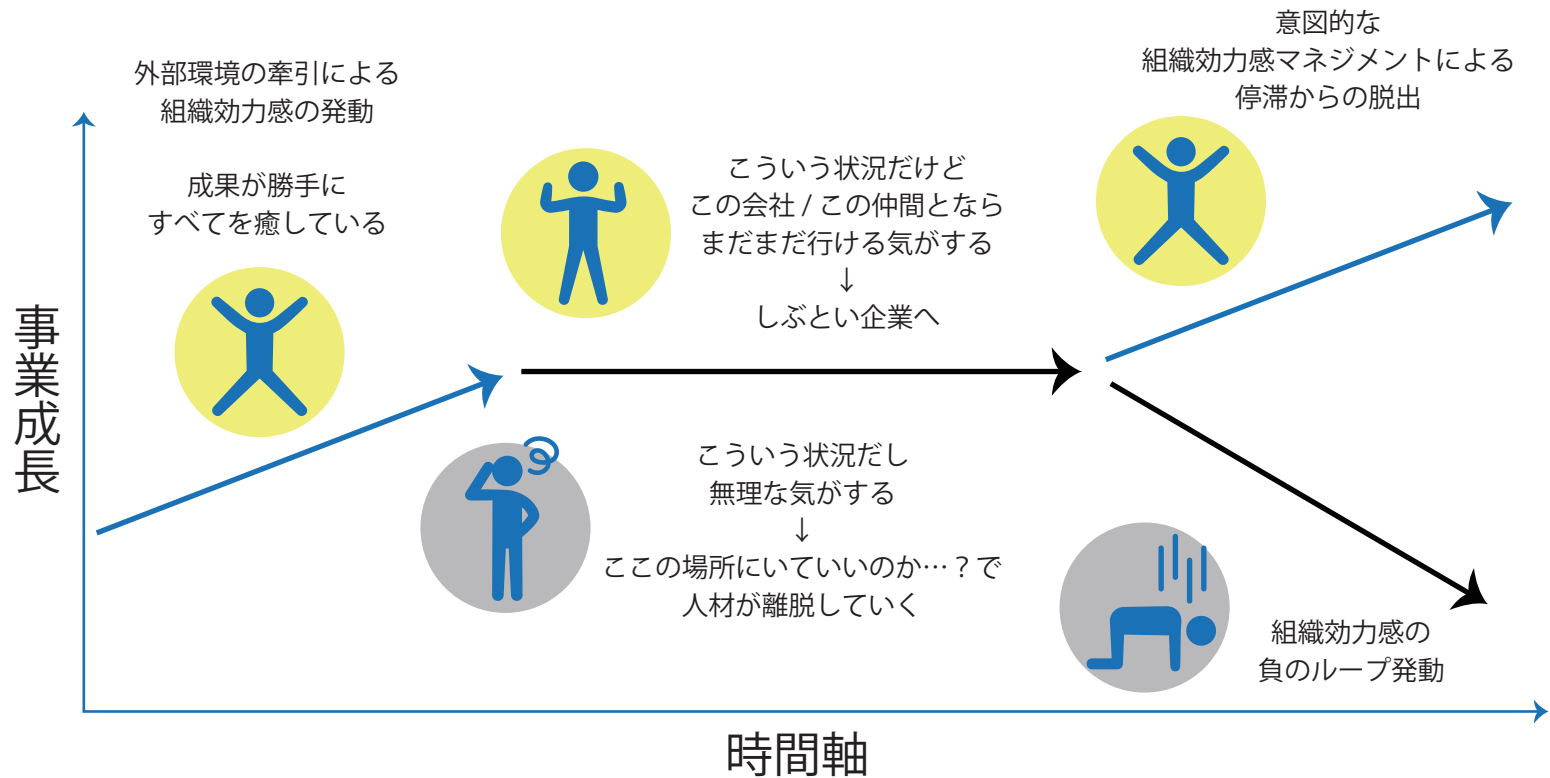 外部環境の牽引による
組織効力感の発動
成果が勝手に
すべてを癒している
こういう状況だけど
この会社 / この仲間となら
まだまだ行ける気がする
↓
しぶとい企業へ
意図的な
組織効力感マネジメントによる
停滞からの脱出
事業成長
こういう状況だし
無理な気がする
↓
ここの場所にいていいのか…？で
人材が離脱していく
組織効力感の
負のループ発動
時間軸